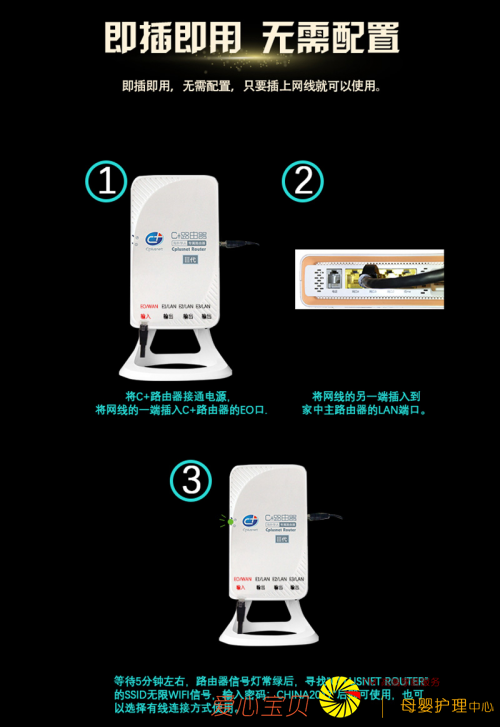 即插即用 无需配置
即插即用，无需配置，只要插上网线就可以使用。
1
2
C+路由器
Cplusnet Router
E0/WAN E1/LAN E2/LAN E3/LAN
输入 输出 输出 输出
将C+路由器接通电源，
将网线的一端插入C+路由器的EO口.
将网线的另一端插入到
家中主路由器的LAN端口。
3
C+路由器
Cplusnet Router
E0/WAN E1/LAN E2/LAN E3/LAN
输入 输出 输出 输出
等待5分钟左右，路由器信号灯常绿后，寻找 USNET ROUTER
的SSID无限WIFI信号，输入密码：CHINA20 后 可使用，也可
以选择有线连接方式使用
爱心宝贝
母婴护理中心